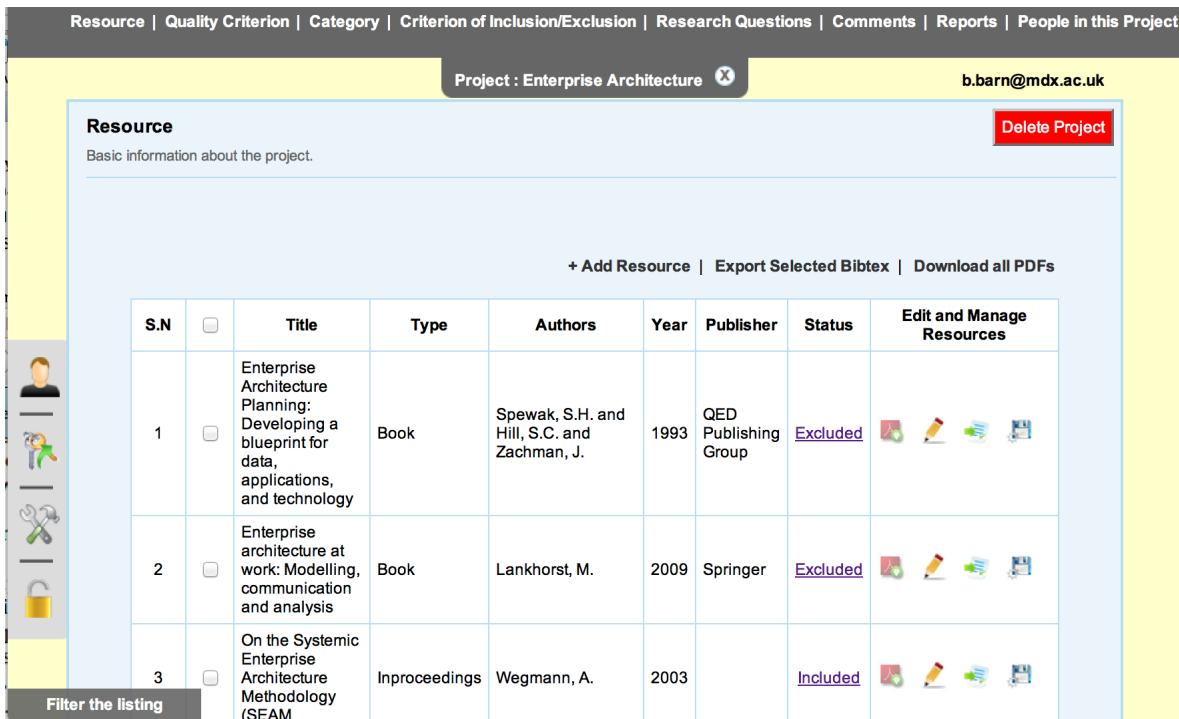 Resource | Quality Criterion | Category | Criterion of Inclusion/Exclusion | Research Questions | Comments | Reports | People in this Project
Project : Enterprise Architecture X
b.barn@mdx.ac.uk
Resource
Delete Project
Basic information about the project.
+ Add Resource | Export Selected Bibtex | Download all PDFs
S.N Title Type Authors Year Publisher Status Edit and Manage
Resources
1
Enterprise
Architecture
Planning:
Developing a
blueprint for
data,
applications,
and technology
Book
Spewak, S.H. and
Hill, S.C. and
Zachman, J.
1993
QED
Publishing
Group
Excluded
2
Enterprise
architecture at
work: Modelling,
communication
and analysis
Book
Lankhorst, M.
2009
Springer
Excluded
3
On the Systemic
Enterprise
Architecture
Methodology
(SEAM
Inproceedings
Wegmann, A.
2003
Included
Filter the listing